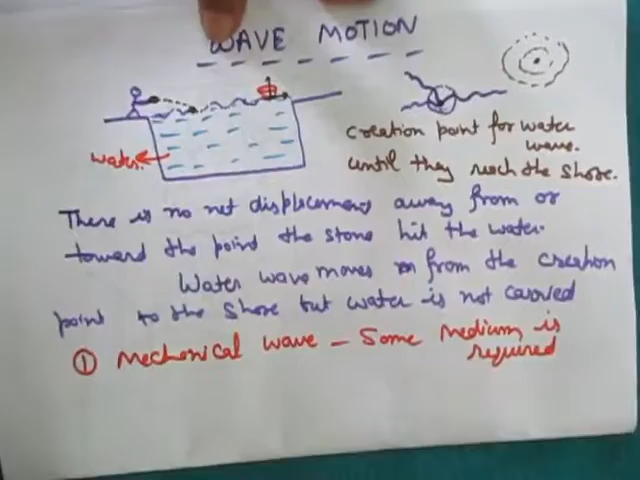 WAVE MOTION
water.
creation point for water
wave.
until they reach the shore.
There is no net displacement away from or
toward the point the stone hit the water.
Water wave moves from the creation
point to the shore but water is not carried
① Mechanical wave - Some medium is
required